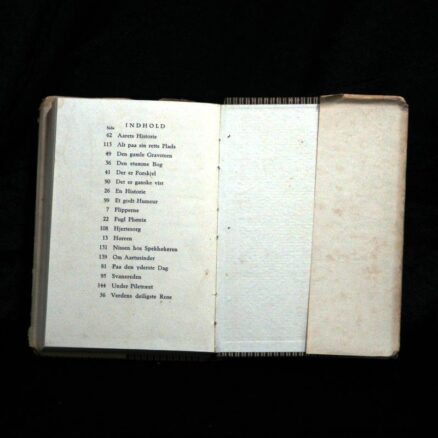 INDHOLD
Side
62 Aarets Historie
115 Alt paa sin rette Plads
49 Den gamle Gravsteen
56 Den stumme Bog
41 Der er Forskjel
90 Det er ganske vist
26 En Historie
99 Et godt Humeur
7 Flipperne
22 Fugl Phenix
108 Hjertesorg
13 Hørren
131 Nissen hos Spekhøkeren
139 Om Aartusinder
81 Paa den yderste Dag
95 Svanereden
144 Under Piletræet
36 Verdens deiligste Rose